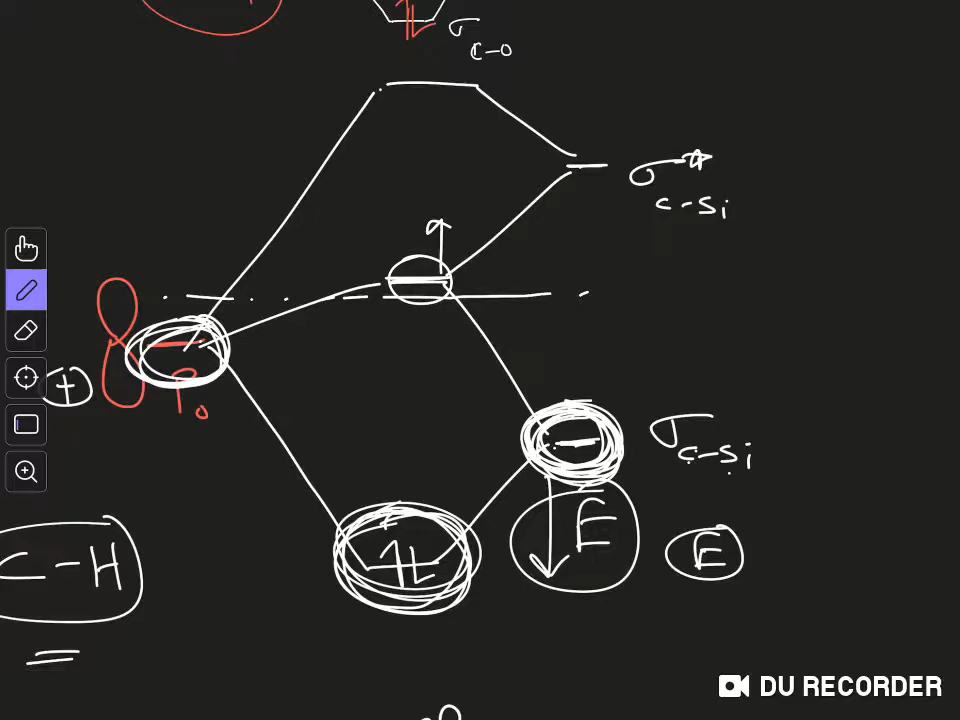 σ
C-O
σ*
C-Si
+
P₀
σ
C-Si
E
E
C-H
DU RECORDER